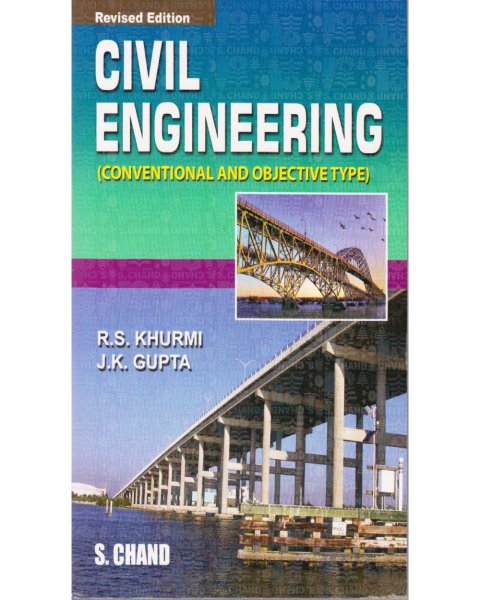 Revised Edition
CIVIL
ENGINEERING
(CONVENTIONAL AND OBJECTIVE TYPE)
R.S. KHURMI
J.K. GUPTA
S. CHAND